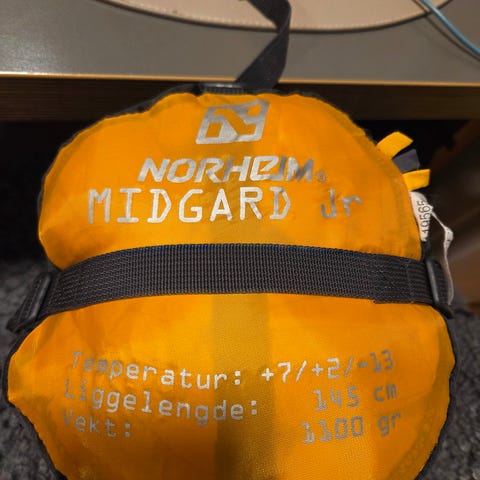 NORHEIM®
MIDGARD Jr
Temperatur: +7/+2/-13
Liggelengde: 145 cm
Vekt: 1100 gr